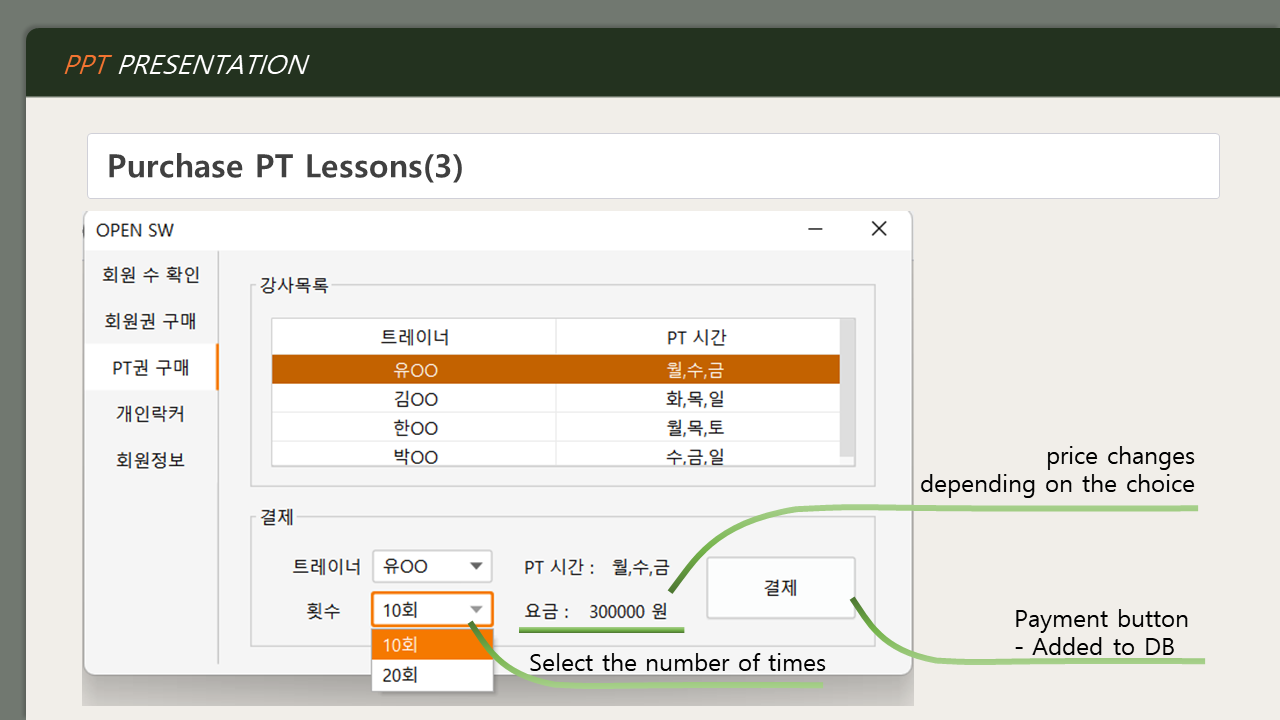 PPT PRESENTATION
Purchase PT Lessons(3)
OPEN SW
회원 수 확인
회원권 구매
PT권 구매
개인락커
회원정보
강사목록
트레이너 PT 시간
유OO 월,수,금
김OO 화,목,일
한OO 월,목,토
박OO 수,금,일
price changes
depending on the choice
결제
트레이너 유OO PT 시간 : 월,수,금
횟수 10회 요금 : 300000 원
결제
10회
20회
Select the number of times
Payment button
- Added to DB